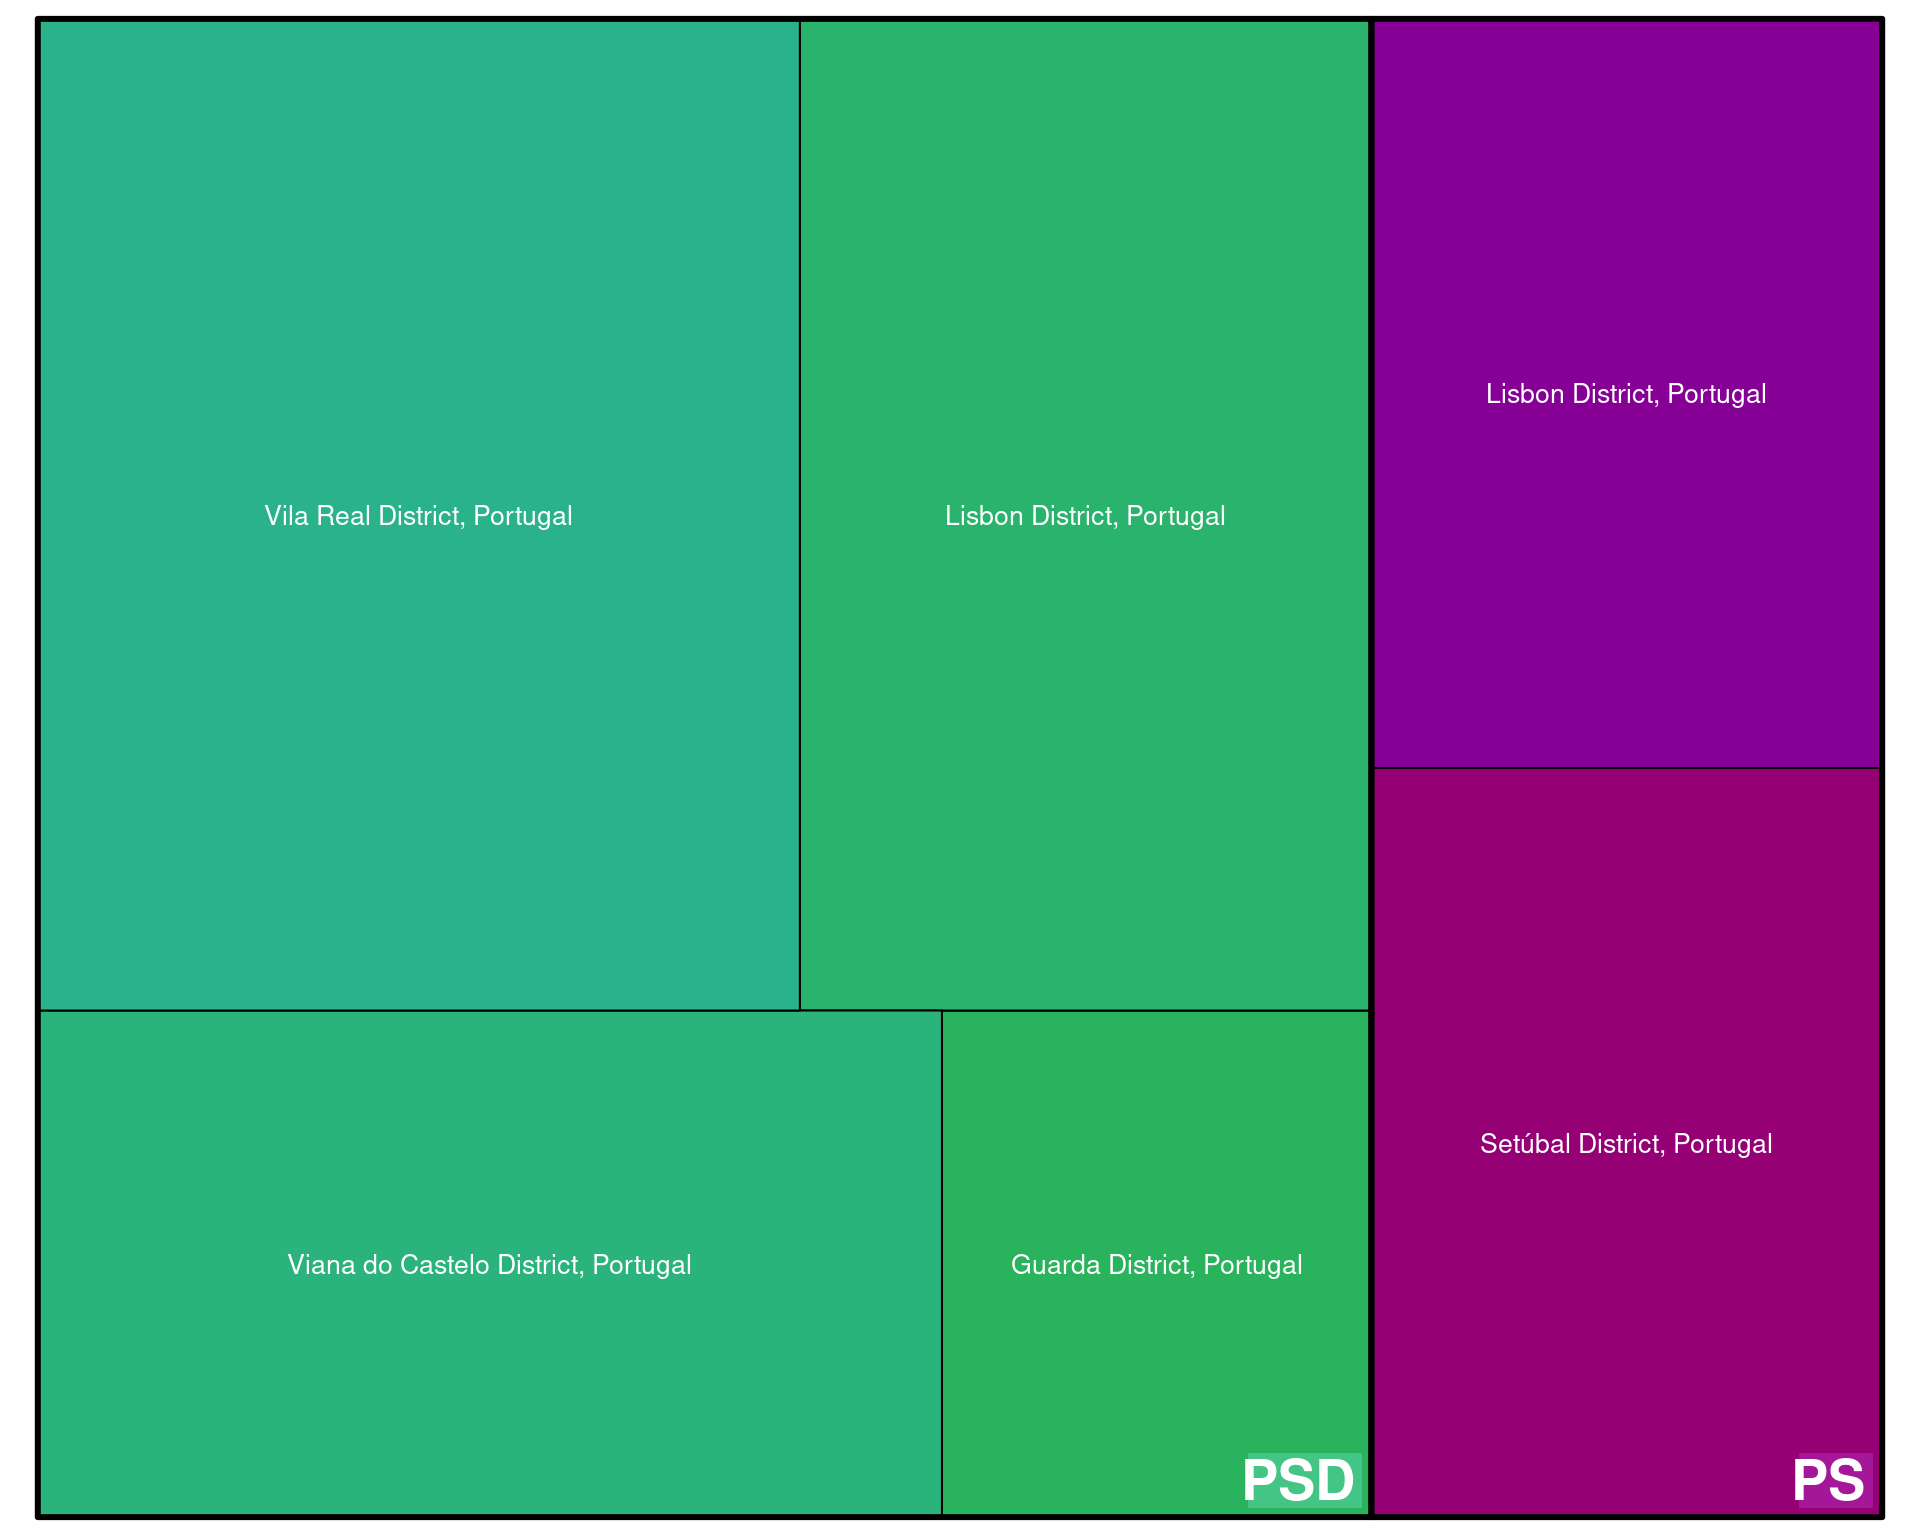 Lisbon District, Portugal
Vila Real District, Portugal
Lisbon District, Portugal
Setúbal District, Portugal
Viana do Castelo District, Portugal
Guarda District, Portugal
PSD
PS